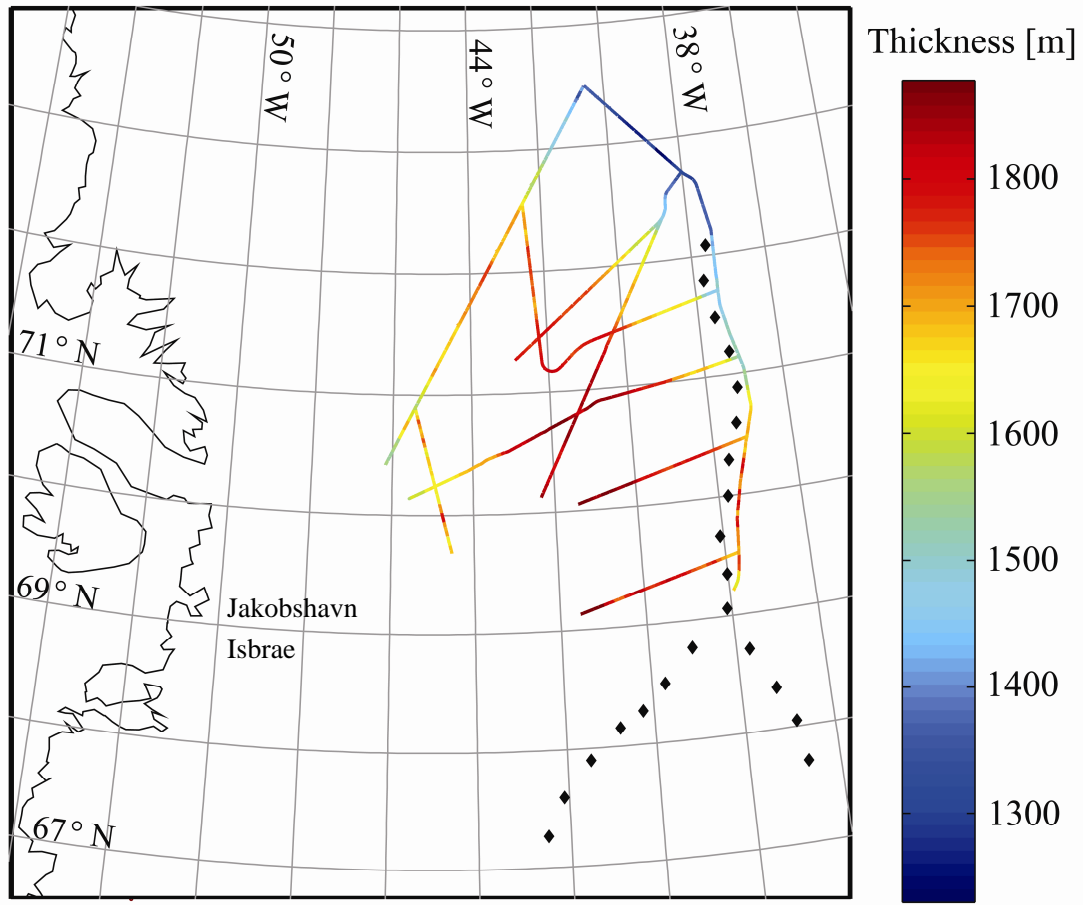 50° W
44° W
38° W
Thickness [m]
1800
1700
71° N
1600
1500
69° N
Jakobshavn
Isbrae
1400
1300
67° N